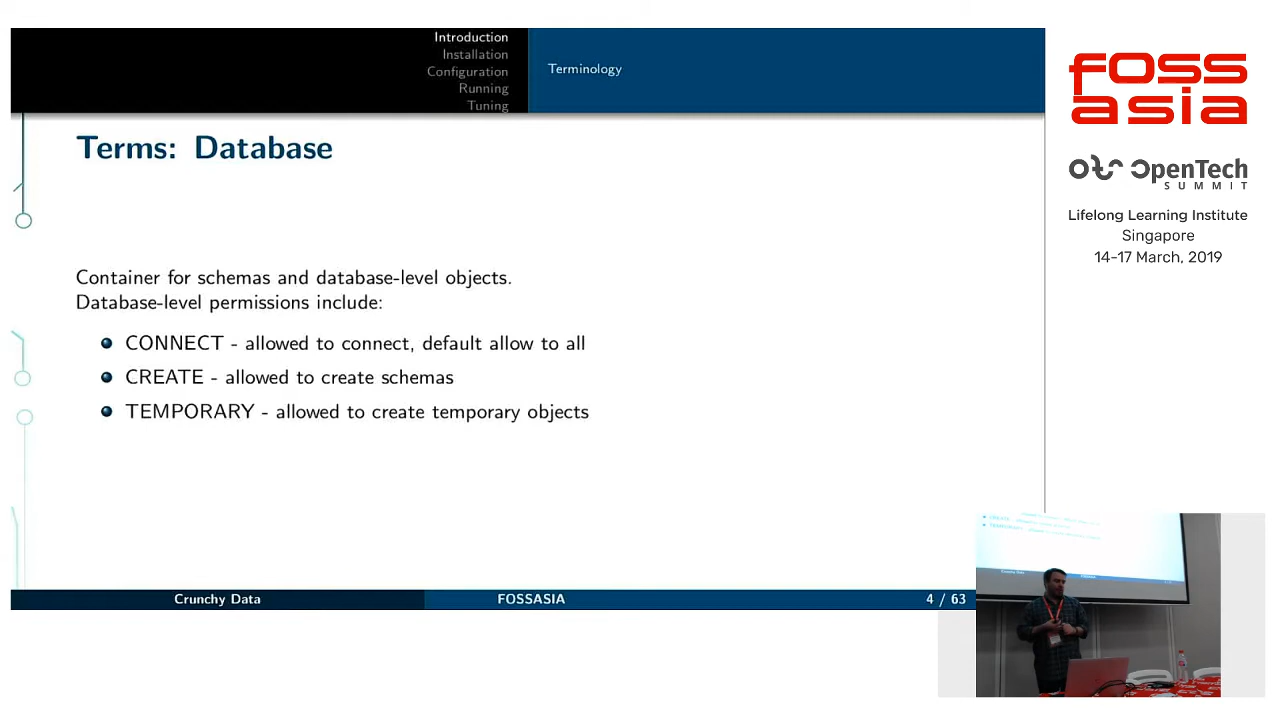 Introduction
Installation
Configuration
Running
Tuning
Terminology
Terms: Database
Container for schemas and database-level objects.
Database-level permissions include:
CONNECT - allowed to connect, default allow to all
CREATE - allowed to create schemas
TEMPORARY - allowed to create temporary objects
Crunchy Data
FOSSASIA
4 / 63
FOSS
asia
OpenTech
SUMMIT
Lifelong Learning Institute
Singapore
14-17 March, 2019